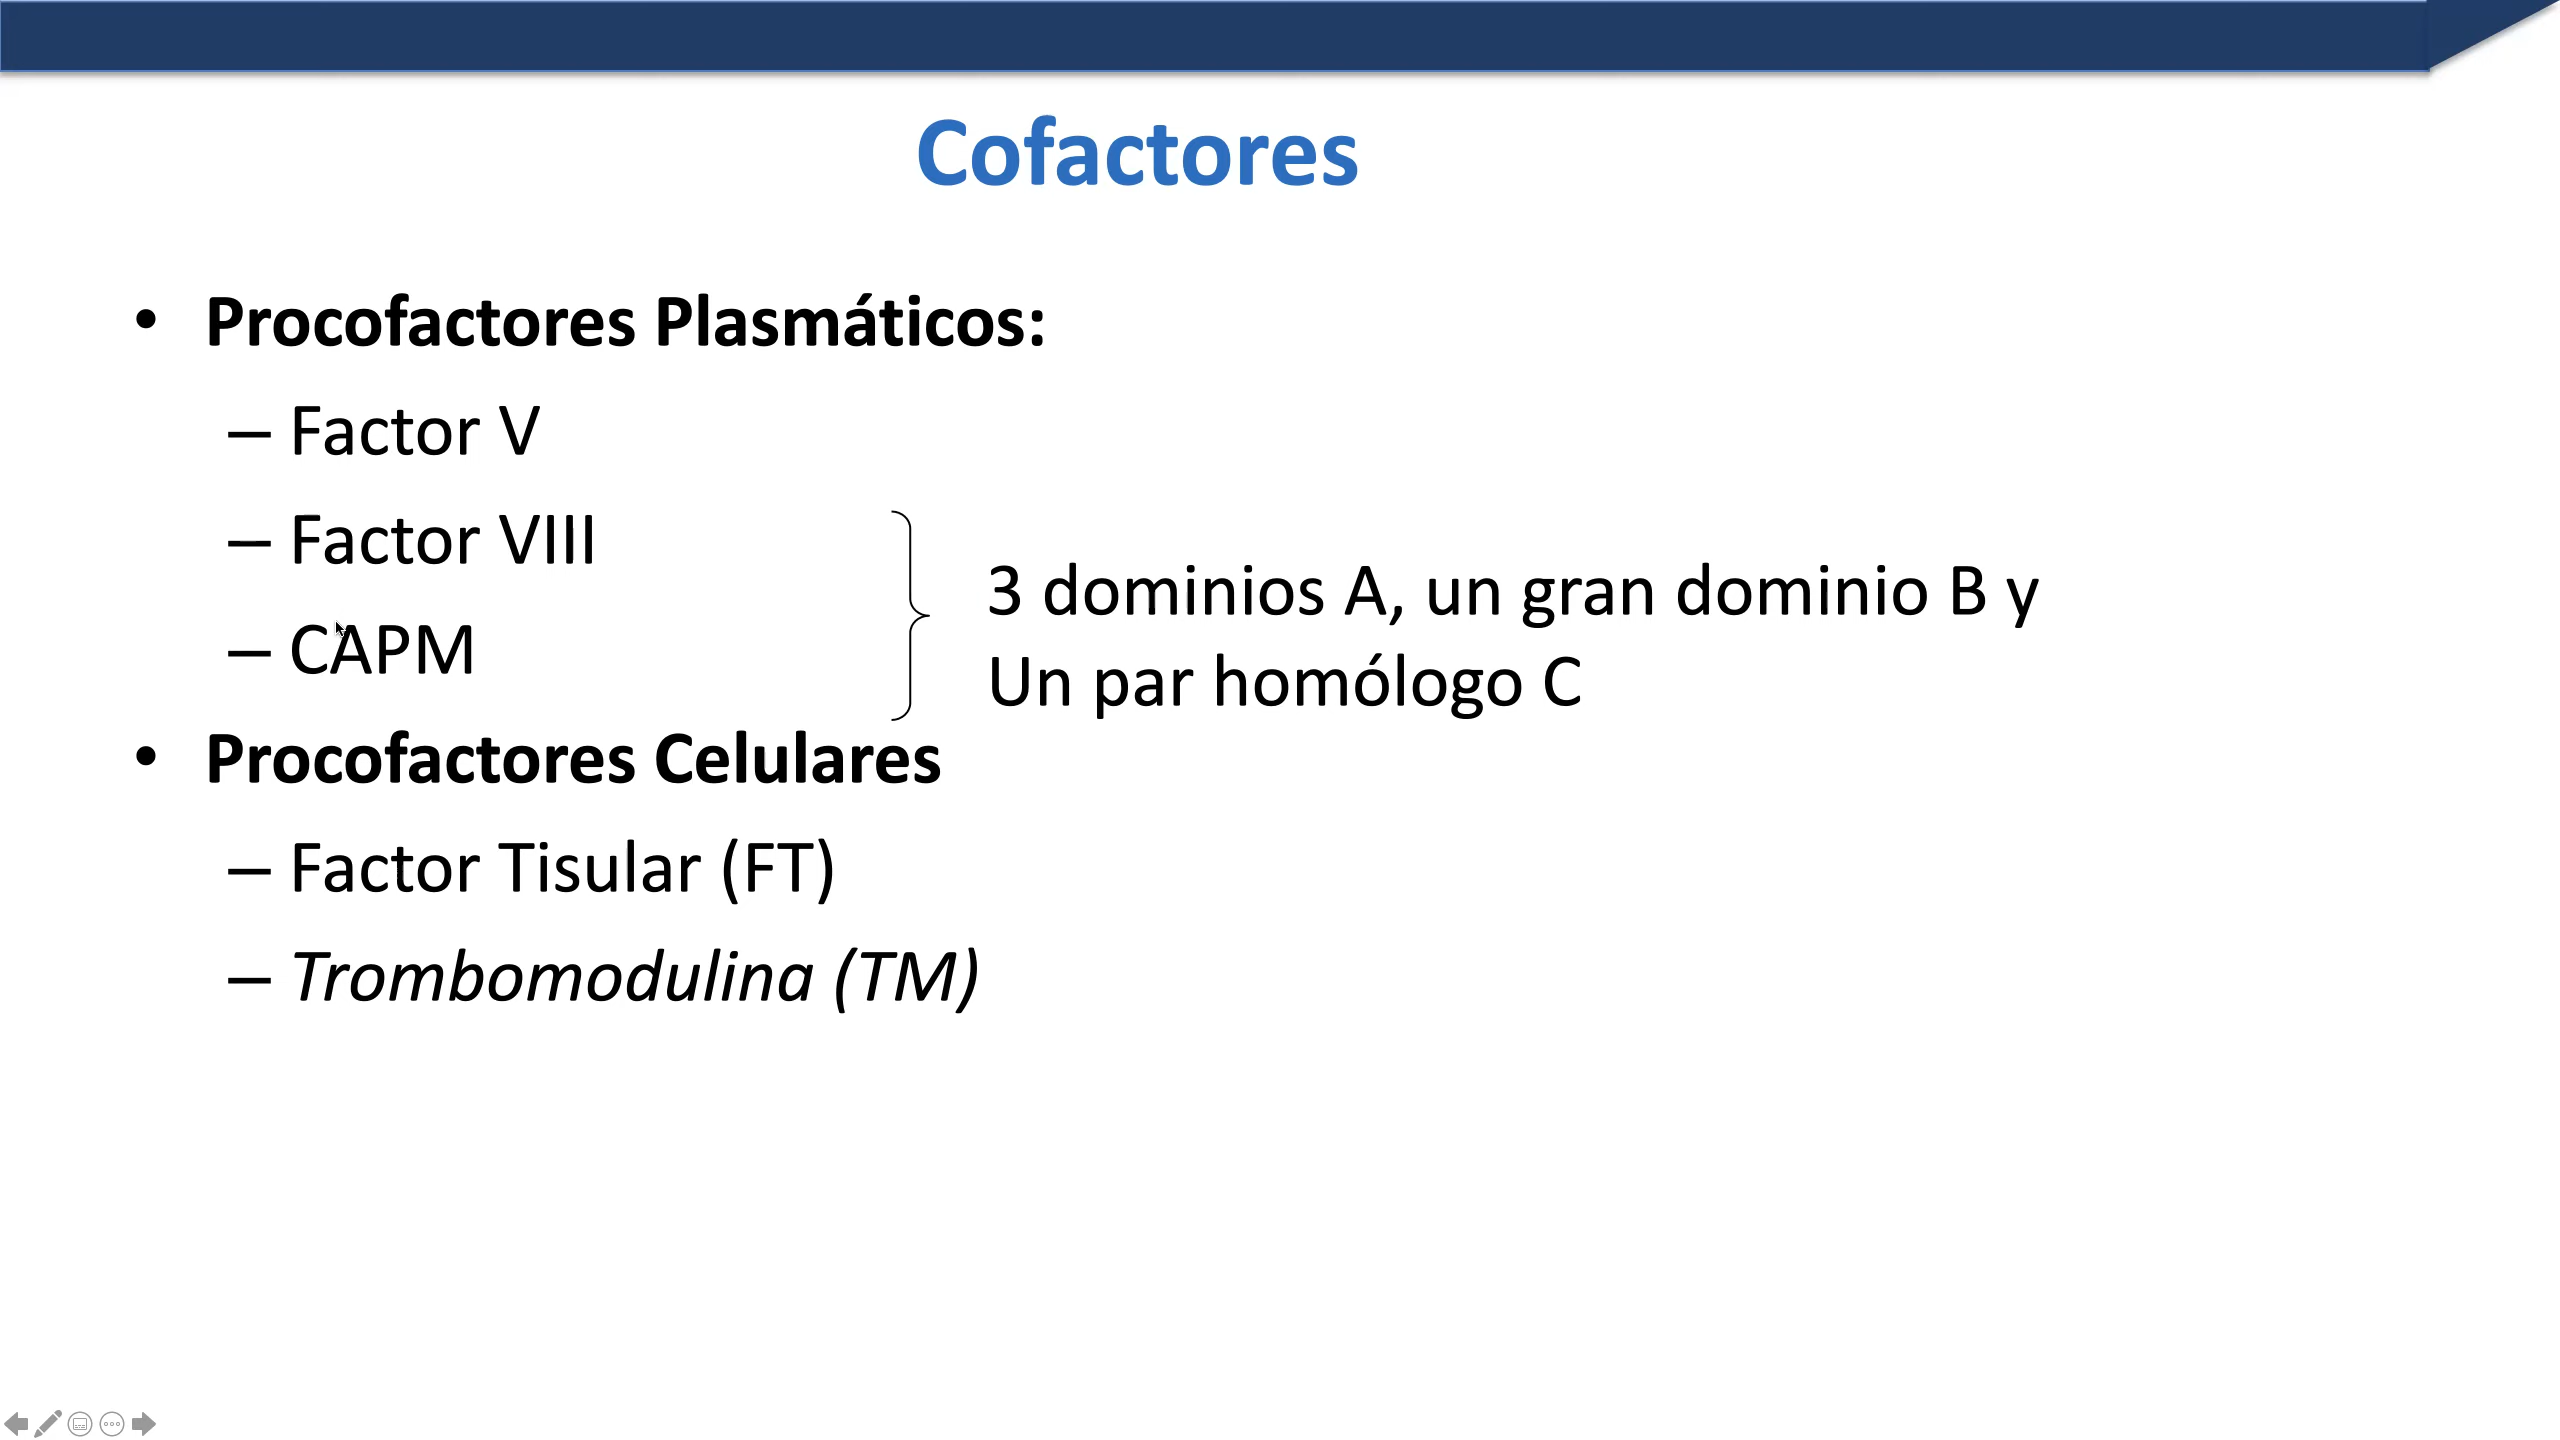 Cofactores
• Procofactores Plasmáticos:
– Factor V
– Factor VIII
– CAPM
3 dominios A, un gran dominio B y
Un par homólogo C
• Procofactores Celulares
– Factor Tisular (FT)
– Trombomodulina (TM)